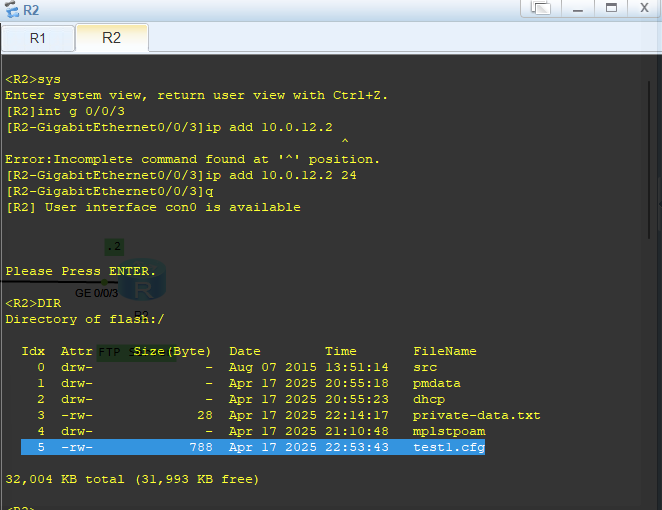 R2
R1
R2
<R2>sys
Enter system view, return user view with Ctrl+Z.
[R2]int g 0/0/3
[R2-GigabitEthernet0/0/3]ip add 10.0.12.2
^
Error:Incomplete command found at '^' position.
[R2-GigabitEthernet0/0/3]ip add 10.0.12.2 24
[R2-GigabitEthernet0/0/3]q
[R2] User interface con0 is available
.2
Please Press ENTER.
GE 0/0/3
<R2>DIR
Directory of flash:/
Idx  Attr     Size(Byte)  Date        Time       FileName
0  drw-              -  Aug 07 2015 13:51:14   src
1  drw-              -  Apr 17 2025 20:55:18   pmdata
2  drw-              -  Apr 17 2025 20:55:23   dhcp
3  -rw-             28  Apr 17 2025 22:14:17   private-data.txt
4  drw-              -  Apr 17 2025 21:10:48   mplstpoam
5  -rw-            788  Apr 17 2025 22:53:43   test1.cfg
32,004 KB total (31,993 KB free)
<R2>